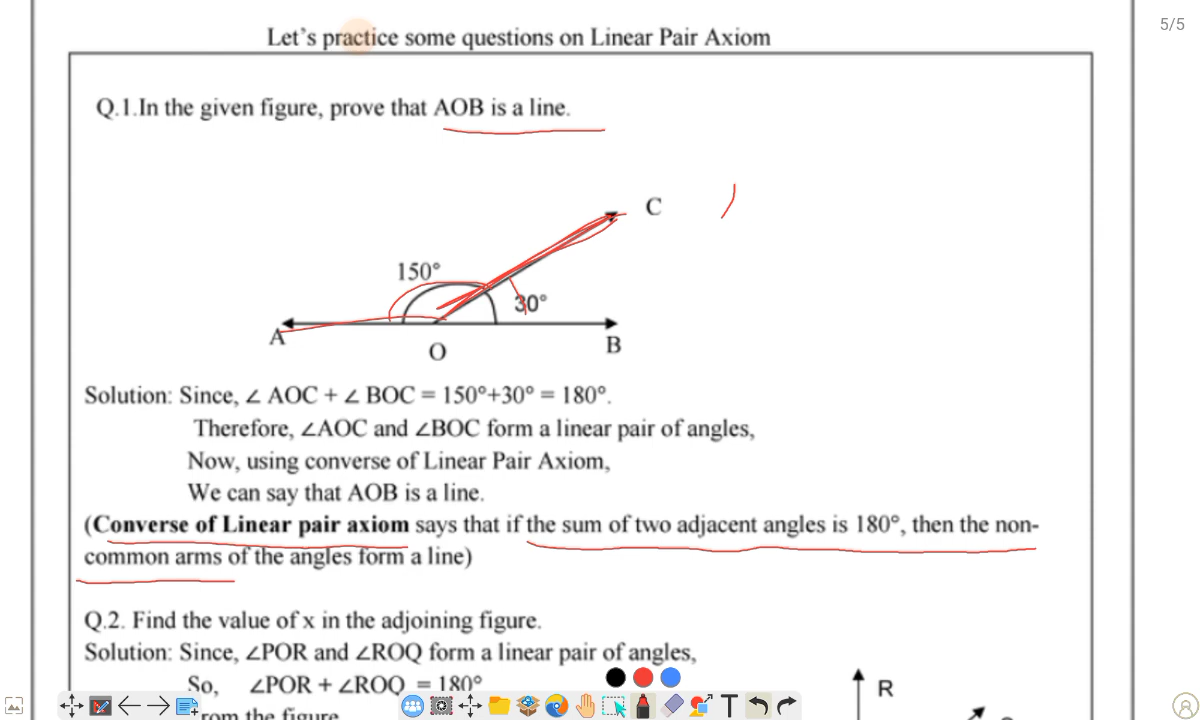 5/5
Let's practice some questions on Linear Pair Axiom
Q.1.In the given figure, prove that AOB is a line.
C
150°
30°
A
O
B
Solution: Since, ∠ AOC + ∠ BOC = 150°+30° = 180°.
Therefore, ∠AOC and ∠BOC form a linear pair of angles,
Now, using converse of Linear Pair Axiom,
We can say that AOB is a line.
(Converse of Linear pair axiom says that if the sum of two adjacent angles is 180°, then the non-
common arms of the angles form a line)
Q.2. Find the value of x in the adjoining figure.
Solution: Since, ∠POR and ∠ROQ form a linear pair of angles,
So, ∠POR + ∠ROQ = 180°
R
rom the figure
T